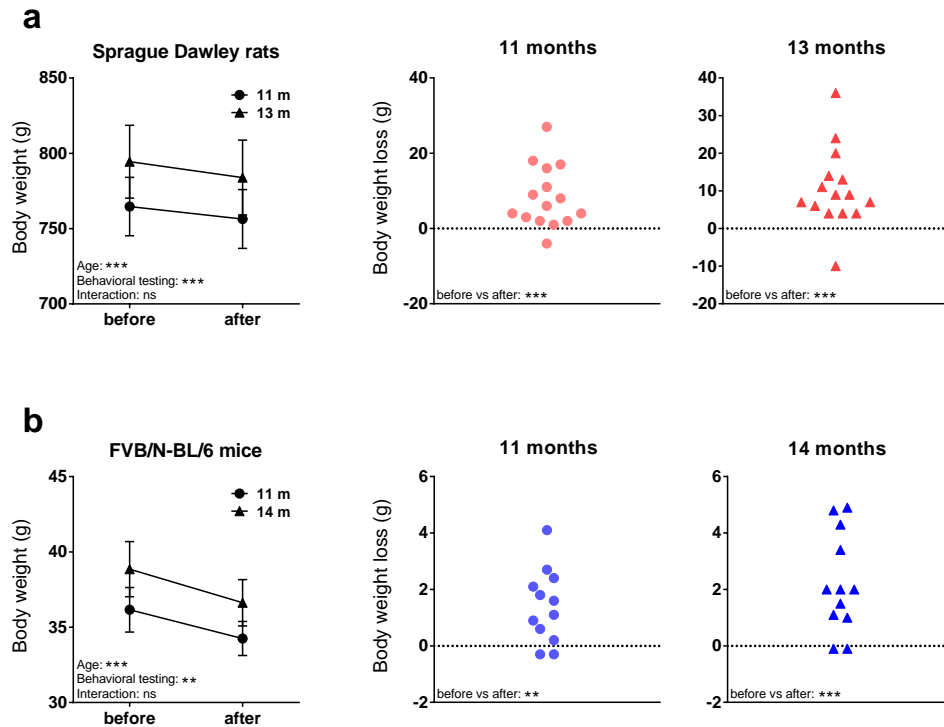 a
Sprague Dawley rats
Body weight (g)
850
800
750
700
11 m
13 m
Age: ***
Behavioral testing: ***
Interaction: ns
before after
11 months
Body weight loss (g)
40
20
0
-20
before vs after: ***
13 months
40
30
20
10
0
-10
-20
before vs after: ***
b
FVB/N-BL/6 mice
Body weight (g)
45
40
35
30
11 m
14 m
Age: ***
Behavioral testing: **
Interaction: ns
before after
11 months
Body weight loss (g)
6
4
2
0
-2
before vs after: **
14 months
6
4
2
0
-2
before vs after: ***